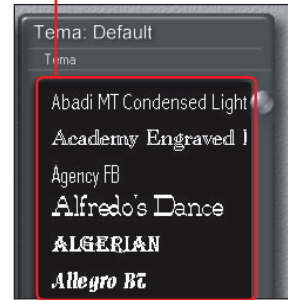 Tema: Default
Tema
Abadi MT Condensed Light
Academy Engraved l
Agency FB
Alfredo's Dance
ALGERIAN
Allegro BT